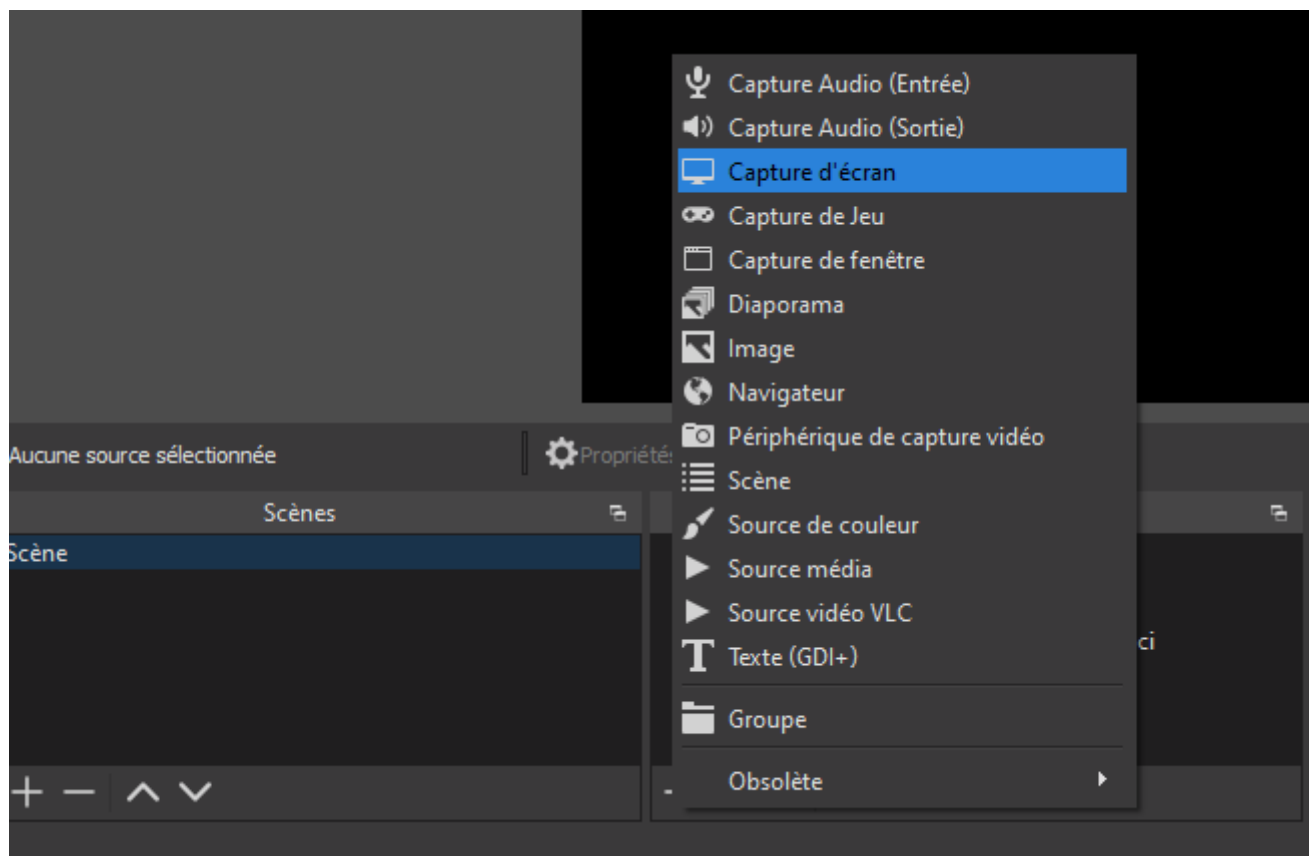 Capture Audio (Entrée)
Capture Audio (Sortie)
Capture d'écran
Capture de Jeu
Capture de fenêtre
Diaporama
Image
Navigateur
Périphérique de capture vidéo
Scène
Source de couleur
Source média
Source vidéo VLC
Texte (GDI+)
Groupe
Obsolète
Aucune source sélectionnée
Propriétés
Scènes
Scène
ci